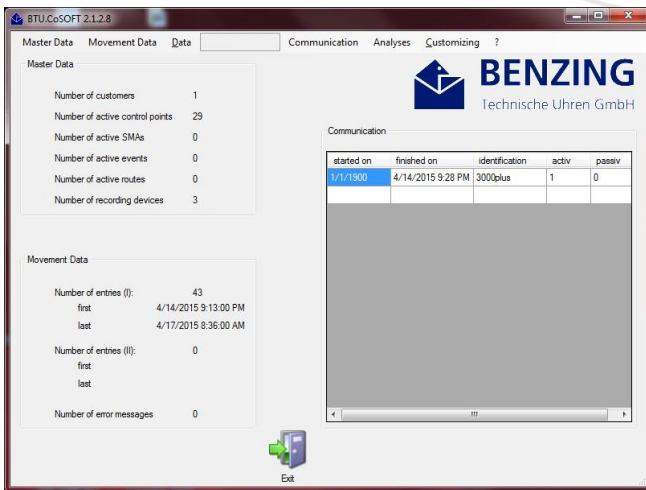 BTU.CoSOFT 2.1.2.8
Master Data Movement Data Data Communication Analyses Customizing ?
Master Data
Number of customers 1
Number of active control points 29
Number of active SMAs 0
Number of active events 0
Number of active routes 0
Number of recording devices 3
BENZING
Technische Uhren GmbH
Communication
started on finished on identification activ passiv
1/1/1900 4/14/2015 9:28 PM 3000plus 1 0
Movement Data
Number of entries (I): 43
first 4/14/2015 9:13:00 PM
last 4/17/2015 8:36:00 AM
Number of entries (II): 0
first
last
Number of error messages 0
Exit